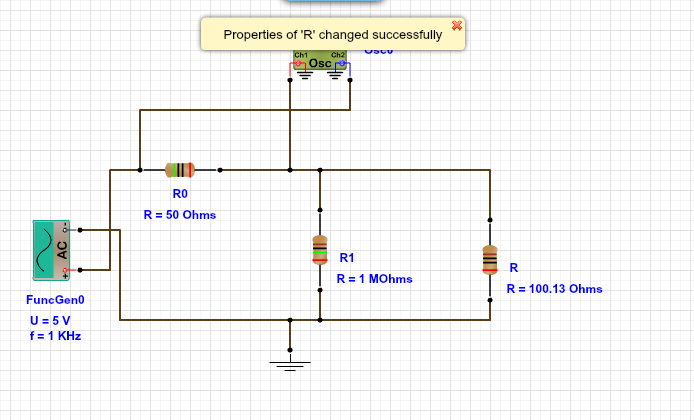 Properties of 'R' changed successfully
Osc0
Ch1 Ch2
Osc
R0
R = 50 Ohms
AC
- 
+
R1
R = 1 MOhms
R
R = 100.13 Ohms
FuncGen0
U = 5 V
f = 1 KHz